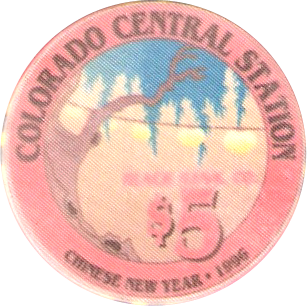 COLORADO CENTRAL STATION
BLACK HAWK, CO
$5
CHINESE NEW YEAR • 1996